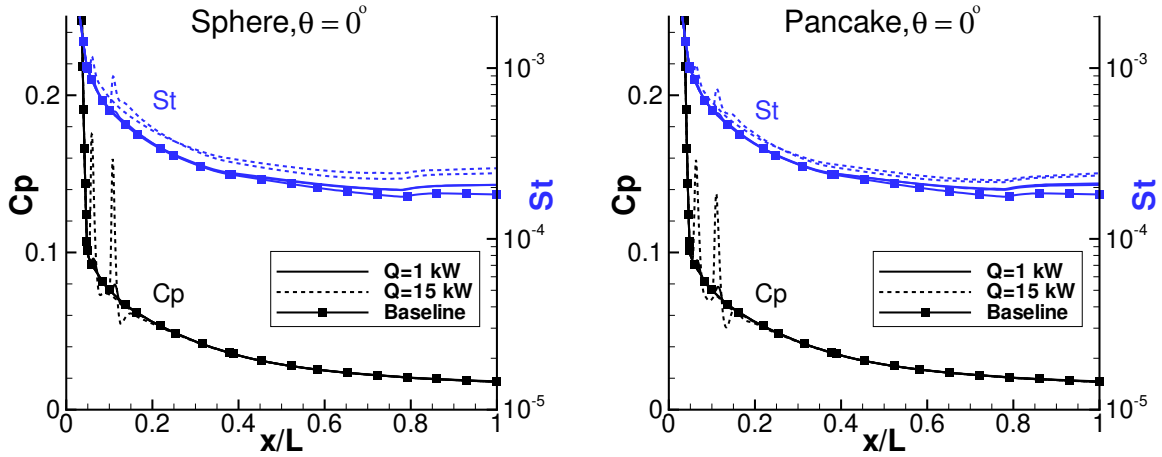 Sphere, θ = 0°
Cp
0.2
0.1
0
St
Cp
Q=1 kW
Q=15 kW
Baseline
10⁻³
10⁻⁴
10⁻⁵
St
0 0.2 0.4 0.6 0.8 1
x/L
Pancake, θ = 0°
Cp
0.2
0.1
0
St
Cp
Q=1 kW
Q=15 kW
Baseline
10⁻³
10⁻⁴
10⁻⁵
St
0 0.2 0.4 0.6 0.8 1
x/L